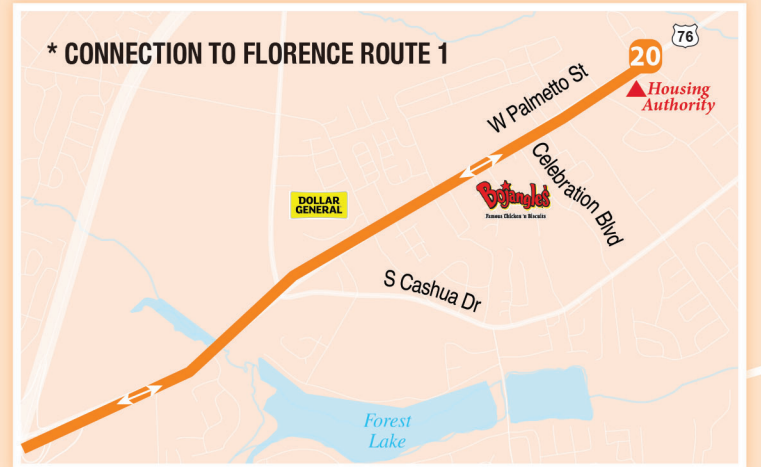 * CONNECTION TO FLORENCE ROUTE 1
76
20
Housing
Authority
W Palmetto St
Celebration Blvd
DOLLAR
GENERAL
Bojangles
Famous Chicken 'n Biscuits
S Cashua Dr
Forest
Lake